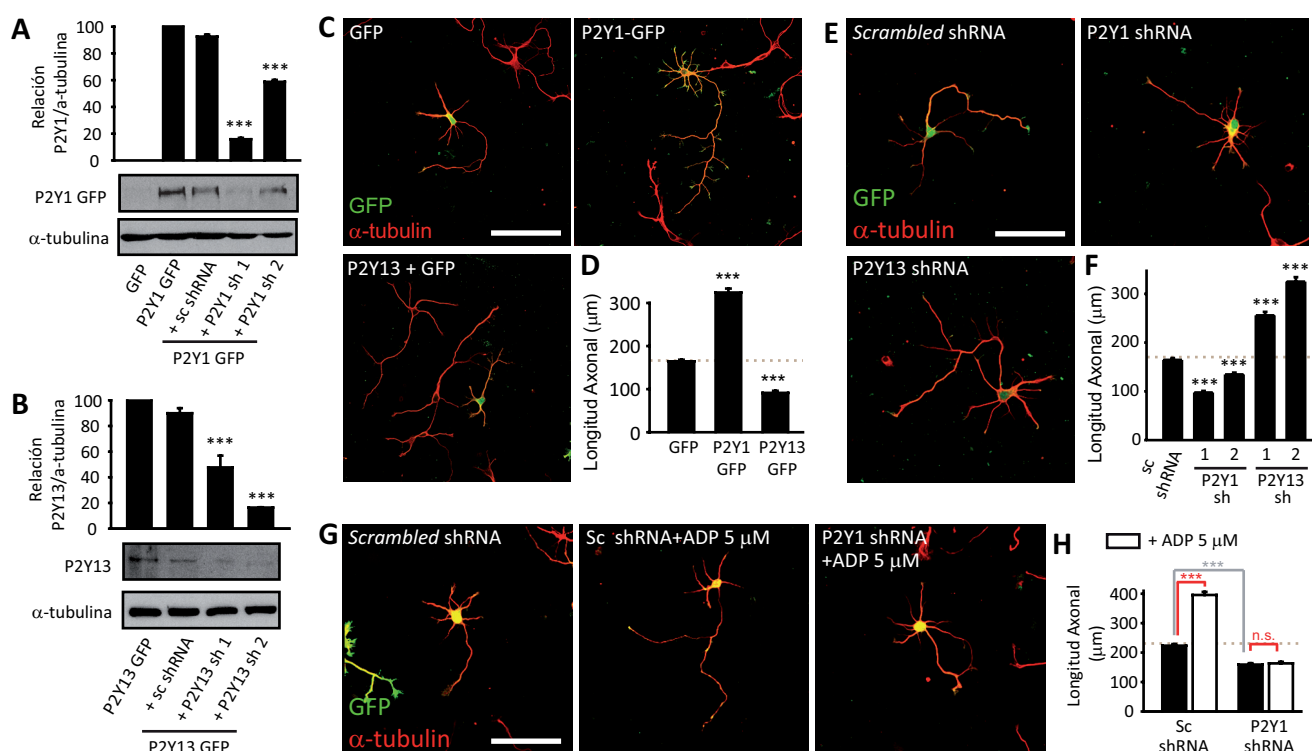 A
Relación
P2Y1/a-tubulina
100
80
60
40
20
0
***
***
P2Y1 GFP
α-tubulina
GFP
P2Y1 GFP
+ sc shRNA
+ P2Y1 sh 1
+ P2Y1 sh 2
P2Y1 GFP
B
Relación
P2Y13/a-tubulina
100
80
60
40
20
0
***
***
P2Y13
α-tubulina
P2Y13 GFP
+ sc shRNA
+ P2Y13 sh 1
+ P2Y13 sh 2
P2Y13 GFP
C
GFP
P2Y1-GFP
GFP
α-tubulin
P2Y13 + GFP
D
Longitud Axonal (μm)
300
200
100
0
***
***
GFP
P2Y1
GFP
P2Y13
GFP
E
Scrambled shRNA
P2Y1 shRNA
GFP
α-tubulin
P2Y13 shRNA
F
Longitud Axonal (μm)
300
200
100
0
***
***
***
***
sc
shRNA
1 2
P2Y1
sh
1 2
P2Y13
sh
G
Scrambled shRNA
Sc shRNA+ADP 5 μM
P2Y1 shRNA
+ADP 5 μM
GFP
α-tubulin
H
+ ADP 5 μM
Longitud Axonal
(μm)
400
300
200
100
0
***
***
n.s.
Sc
shRNA
P2Y1
shRNA